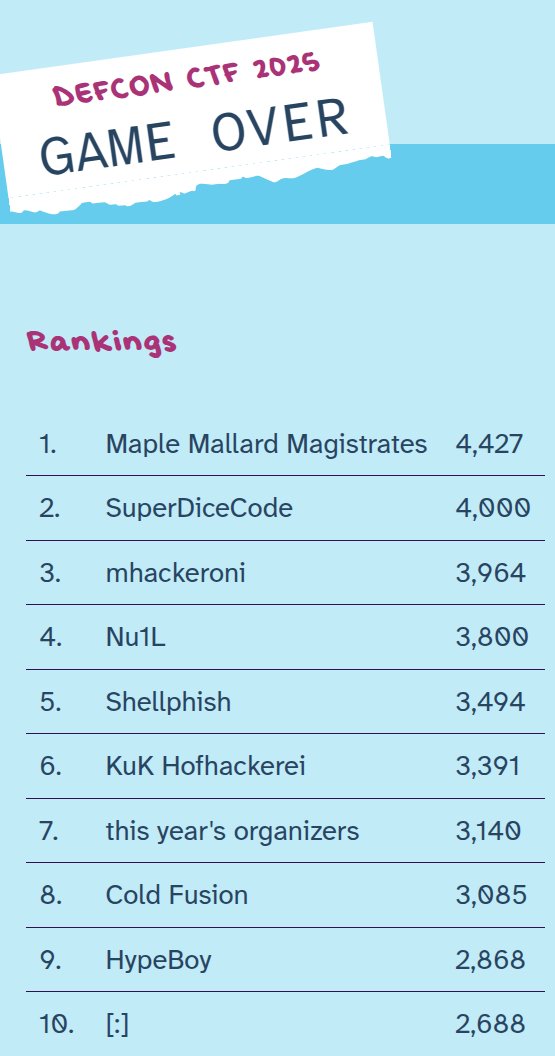 DEFCON CTF 2025
GAME OVER
Rankings
1. Maple Mallard Magistrates 4,427
2. SuperDiceCode 4,000
3. mhackeroni 3,964
4. Nu1L 3,800
5. Shellphish 3,494
6. KuK Hofhackerei 3,391
7. this year's organizers 3,140
8. Cold Fusion 3,085
9. HypeBoy 2,868
10. [:] 2,688